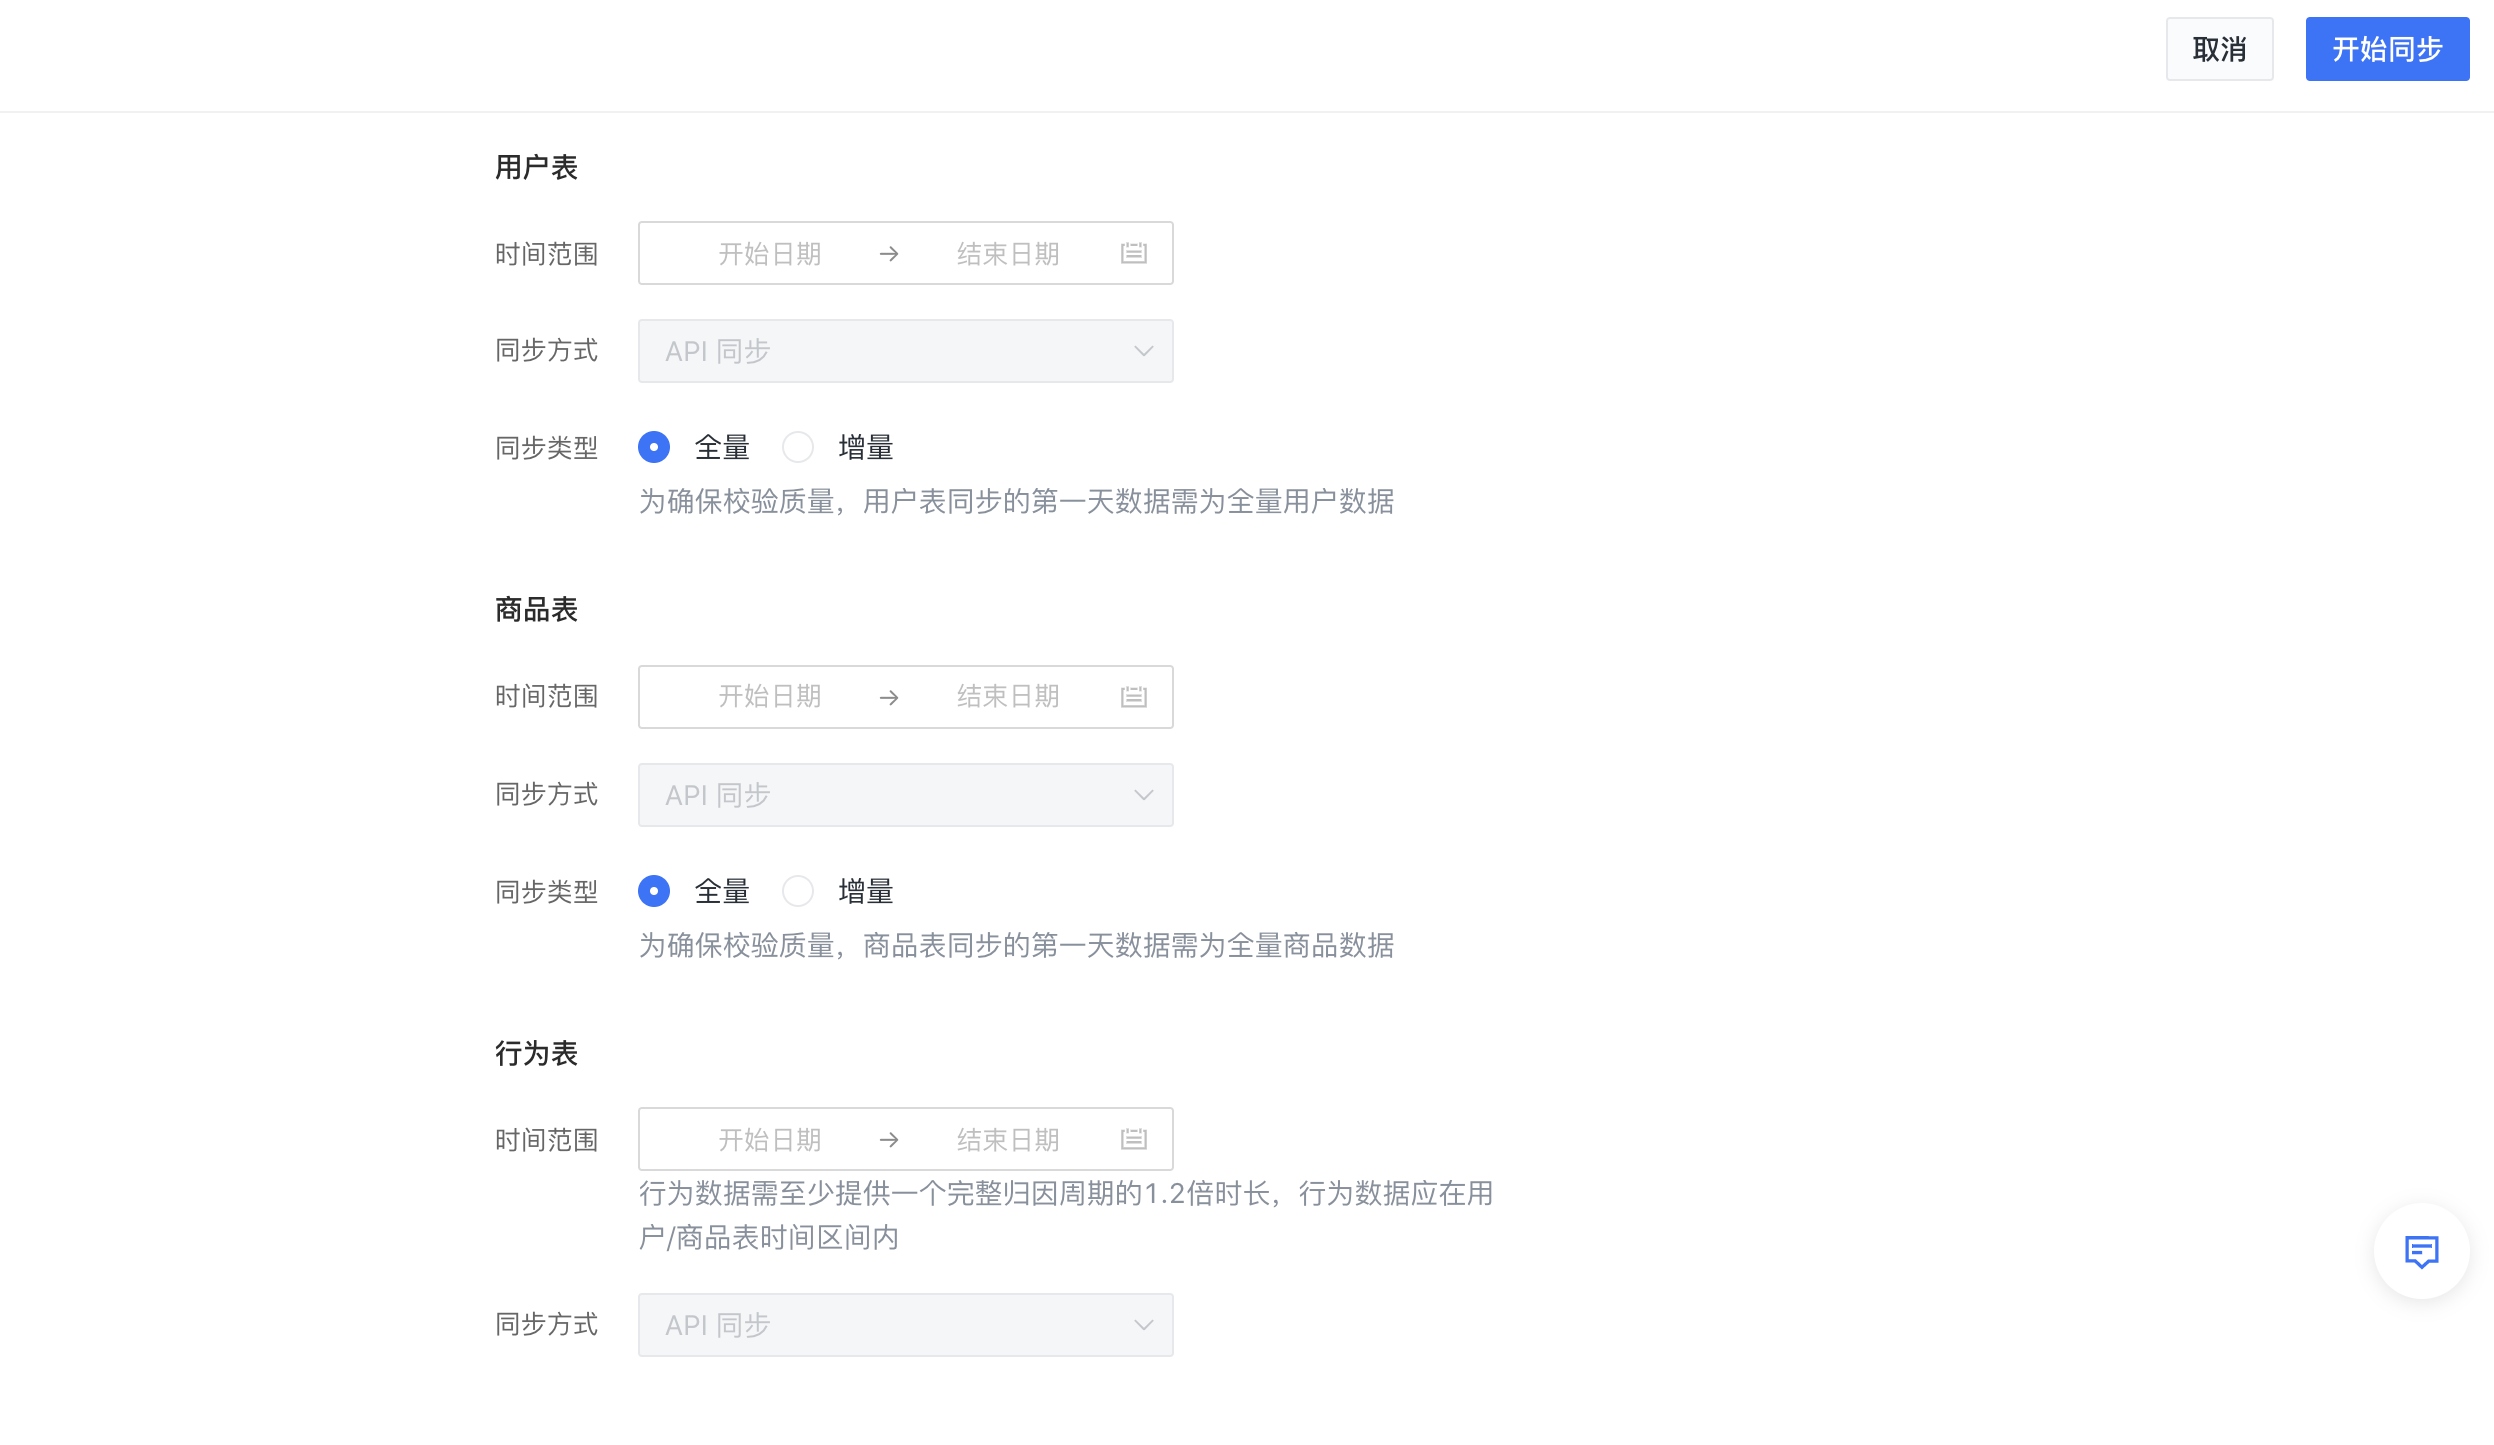 取消 开始同步
用户表
时间范围 开始日期 → 结束日期
同步方式 API 同步
同步类型 全量 增量
为确保校验质量，用户表同步的第一天数据需为全量用户数据
商品表
时间范围 开始日期 → 结束日期
同步方式 API 同步
同步类型 全量 增量
为确保校验质量，商品表同步的第一天数据需为全量商品数据
行为表
时间范围 开始日期 → 结束日期
行为数据需至少提供一个完整归因周期的1.2倍时长，行为数据应在用
户/商品表时间区间内
同步方式 API 同步